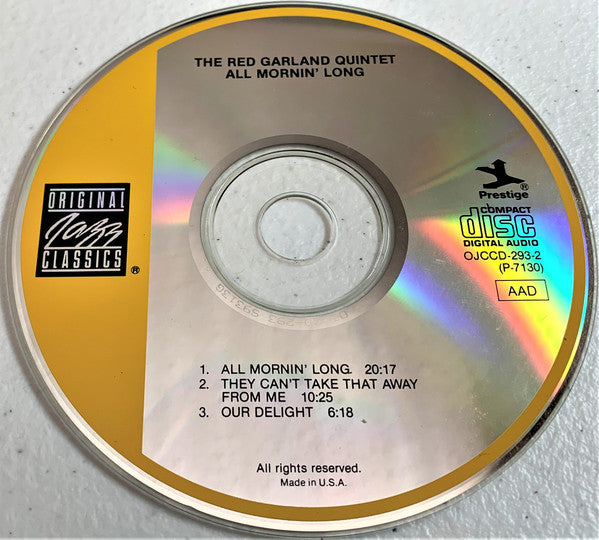 THE RED GARLAND QUINTET
ALL MORNIN' LONG
ORIGINAL
Jazz
CLASSICS
®
Prestige
COMPACT
disc
DIGITAL AUDIO
OJCCD-293-2
(P-7130)
AAD
1. ALL MORNIN' LONG 20:17
2. THEY CAN'T TAKE THAT AWAY
FROM ME 10:25
3. OUR DELIGHT 6:18
All rights reserved.
Made in U.S.A.